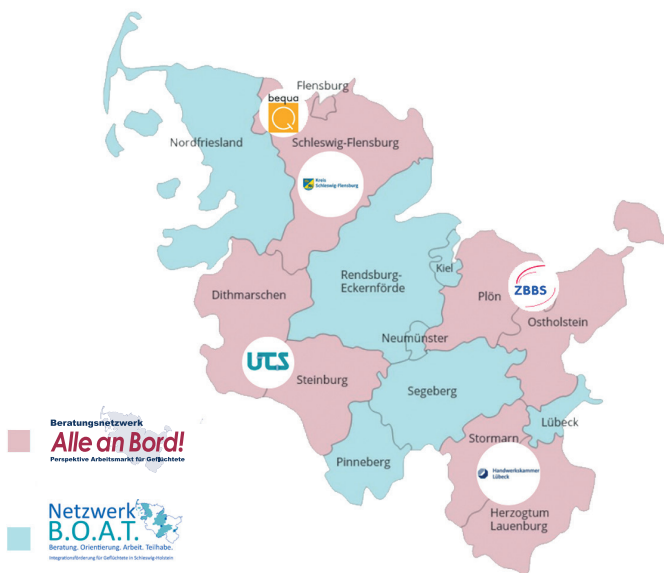 Flensburg
bequa
Q
Nordfriesland
Schleswig-Flensburg
Kreis
Schleswig-Flensburg
Rendsburg-
Eckernförde
Kiel
ZBBS
Plön
Dithmarschen
Ostholstein
Neumünster
UTS
Steinburg
Segeberg
Lübeck
Stormarn
Pinneberg
Handwerkskammer
Lübeck
Herzogtum
Lauenburg
Beratungsnetzwerk
Alle an Bord!
Perspektive Arbeitsmarkt für Geflüchtete
Netzwerk
B.O.A.T.
Beratung. Orientierung. Arbeit. Teilhabe.
Integrationsförderung für Geflüchtete in Schleswig-Holstein